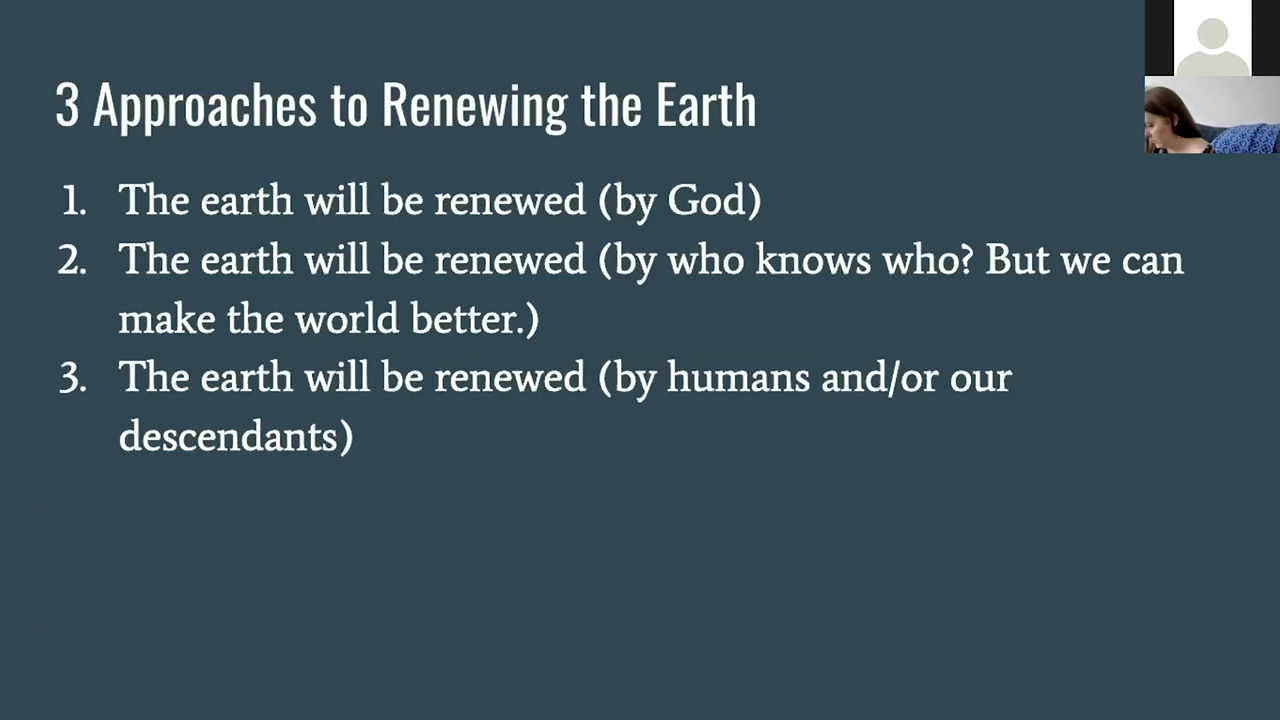 3 Approaches to Renewing the Earth
1. The earth will be renewed (by God)
2. The earth will be renewed (by who knows who? But we can
make the world better.)
3. The earth will be renewed (by humans and/or our
descendants)